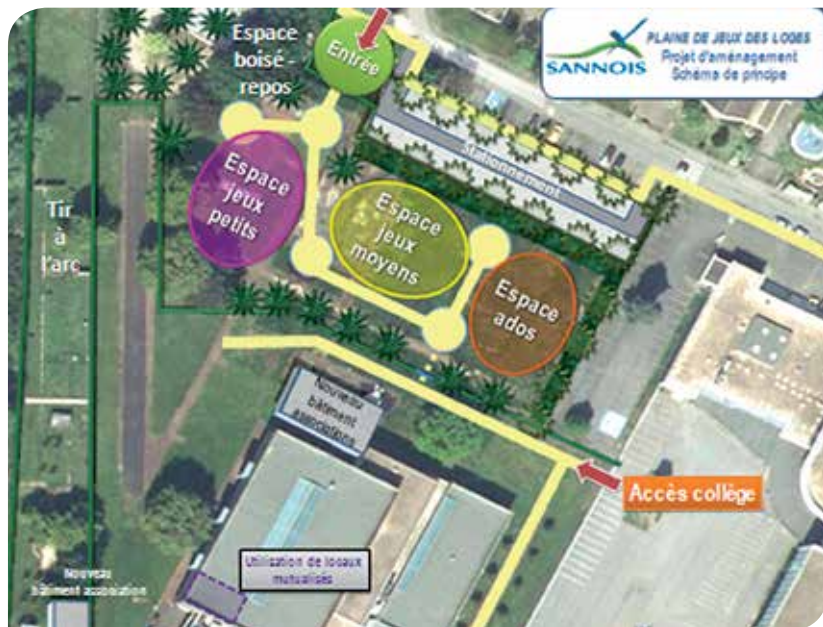 PLAINE DE JEUX DES LOGES
Projet d'aménagement
Schéma de principe
SANNOIS
Entrée
Espace
boisé -
repos
Stationnement
Espace
jeux
petits
Espace
jeux
moyens
Espace
ados
Tir
à
l'arc
Nouveau
bâtiment
associations
Accès collège
Utilisation de locaux
mutualisés
Nouveau
bâtiment association